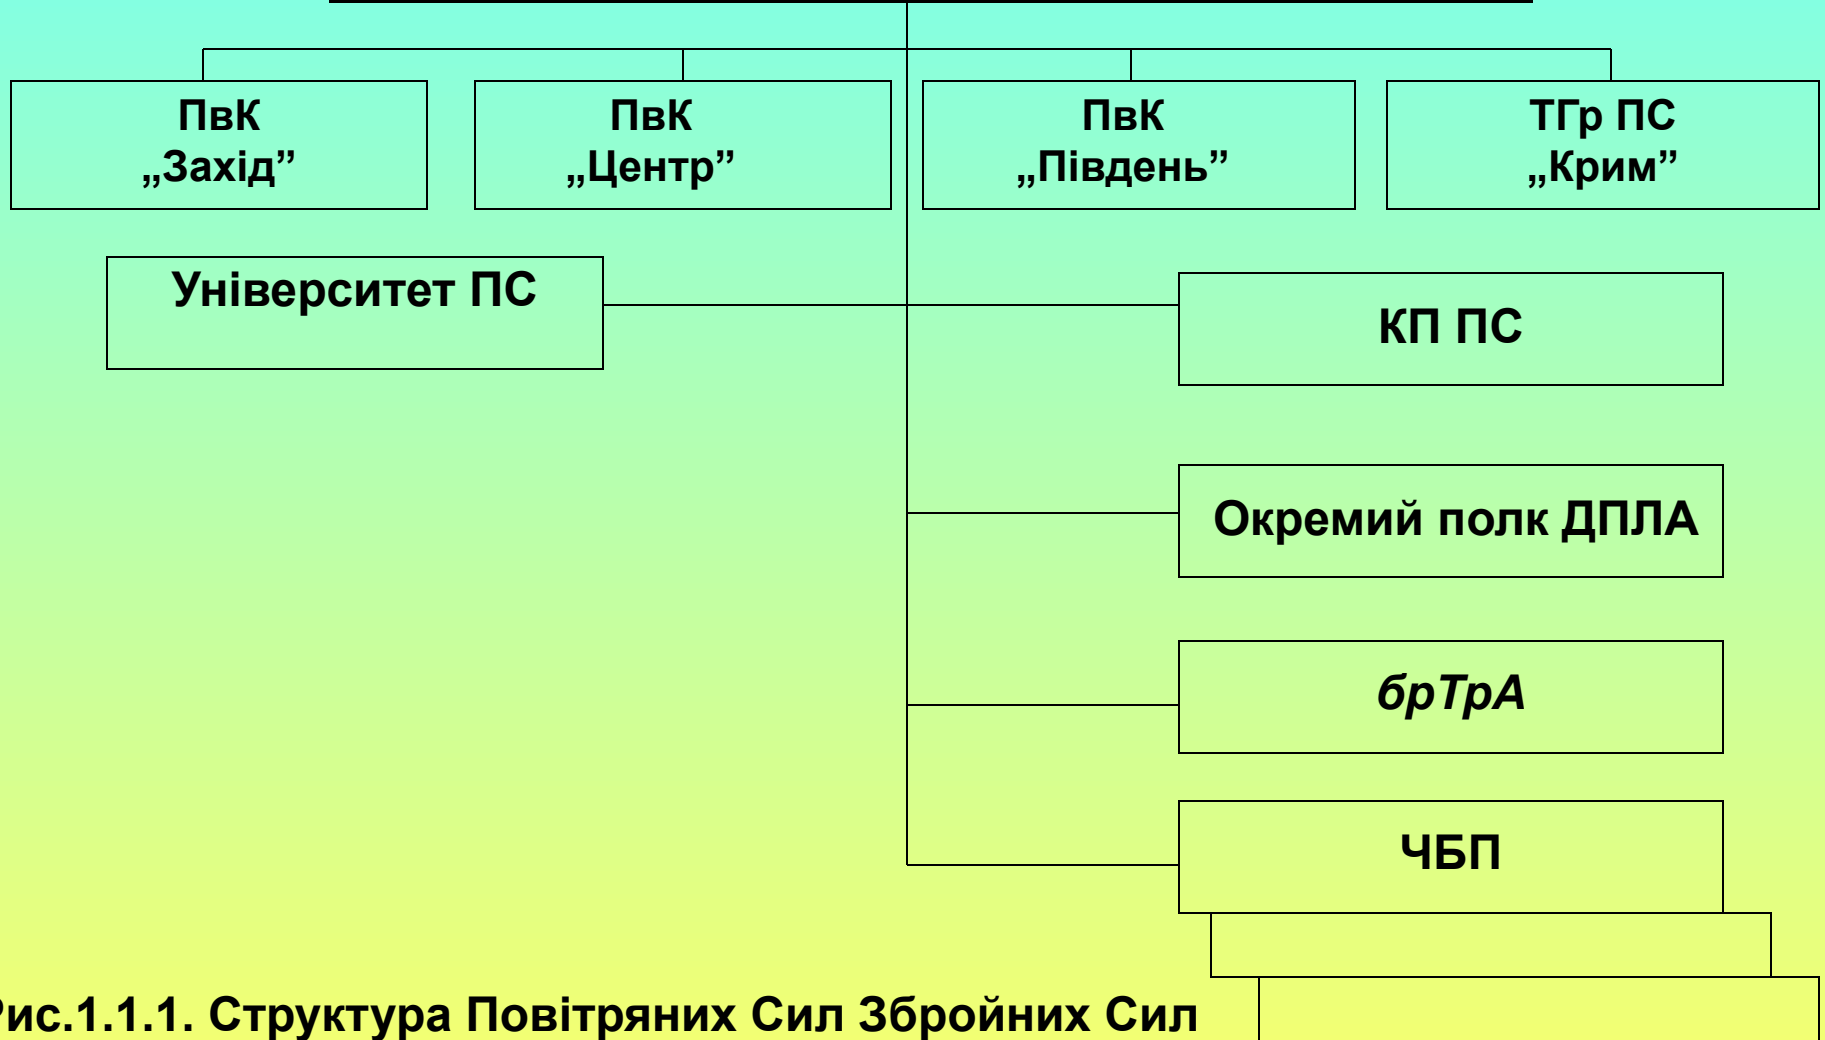 ПвК
„Захід”
ПвК
„Центр”
ПвК
„Південь”
ТГр ПС
„Крим”
Університет ПС
КП ПС
Окремий полк ДПЛА
брТрА
ЧБП
Рис.1.1.1. Структура Повітряних Сил Збройних Сил